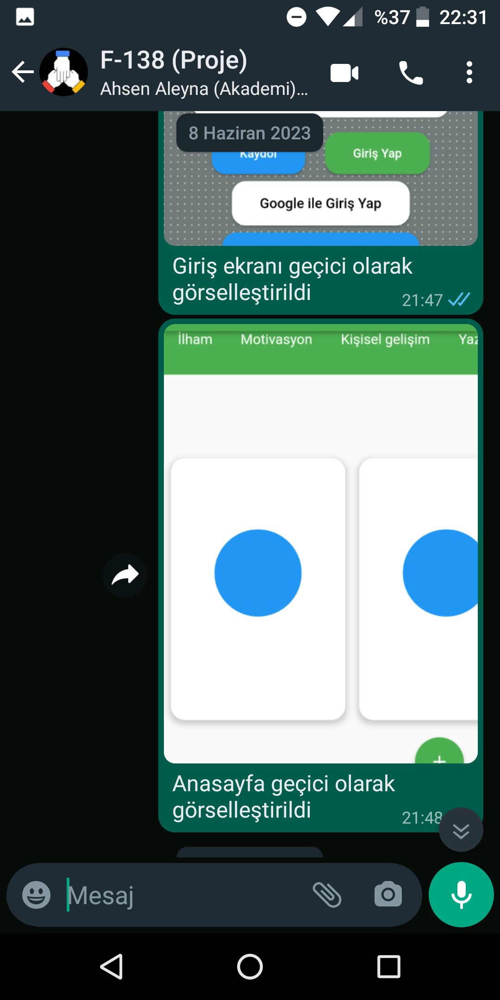 %37 22:31
F-138 (Proje)
Ahsen Aleyna (Akademi)...
8 Haziran 2023
Kaydol
Giriş Yap
Google ile Giriş Yap
Giriş ekranı geçici olarak
görselleştirildi
21:47
İlham Motivasyon Kişisel gelişim Yaz
Anasayfa geçici olarak
görselleştirildi
21:48
Mesaj